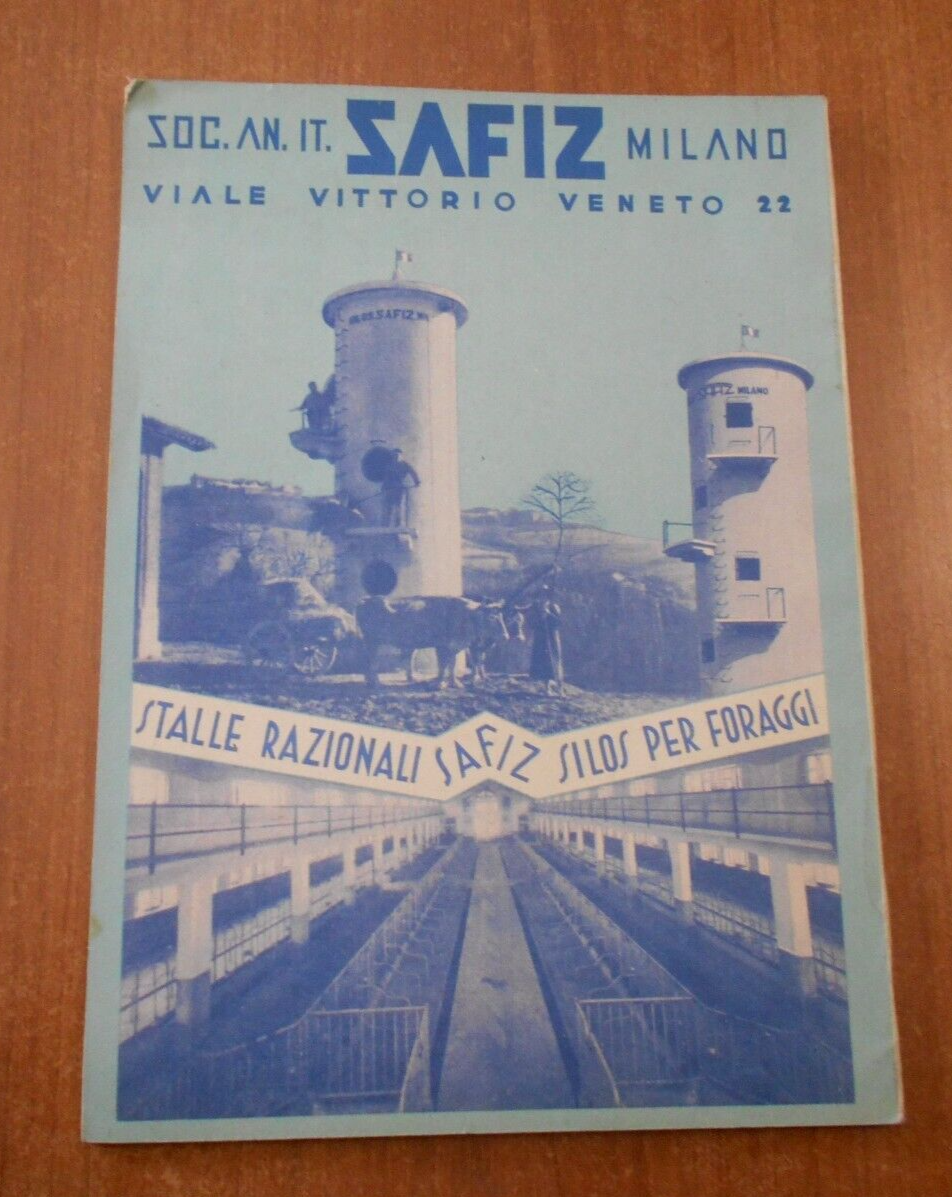 SOC. AN. IT. SAFIZ MILANO
VIALE VITTORIO VENETO 22
SAFIZ
MILANO
STALLE RAZIONALI SAFIZ SILOS PER FORAGGI